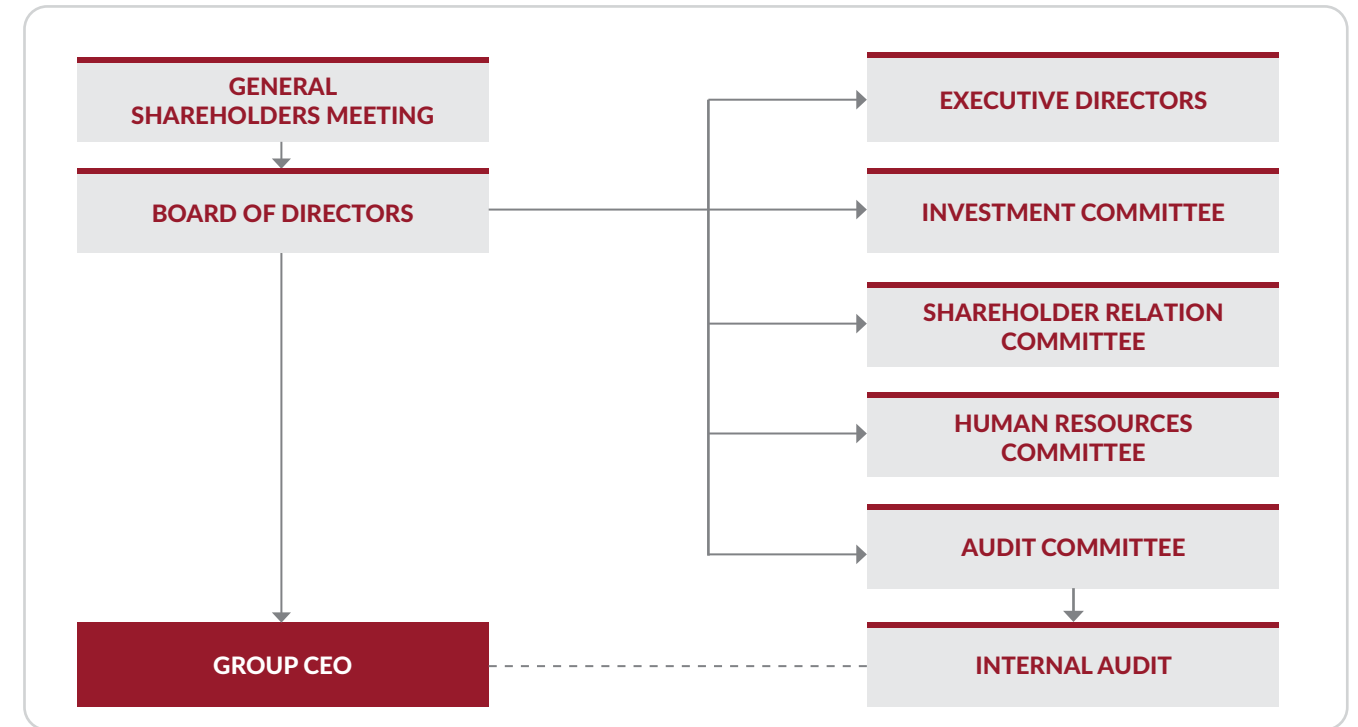 GENERAL
SHAREHOLDERS MEETING
BOARD OF DIRECTORS
GROUP CEO
EXECUTIVE DIRECTORS
INVESTMENT COMMITTEE
SHAREHOLDER RELATION
COMMITTEE
HUMAN RESOURCES
COMMITTEE
AUDIT COMMITTEE
INTERNAL AUDIT